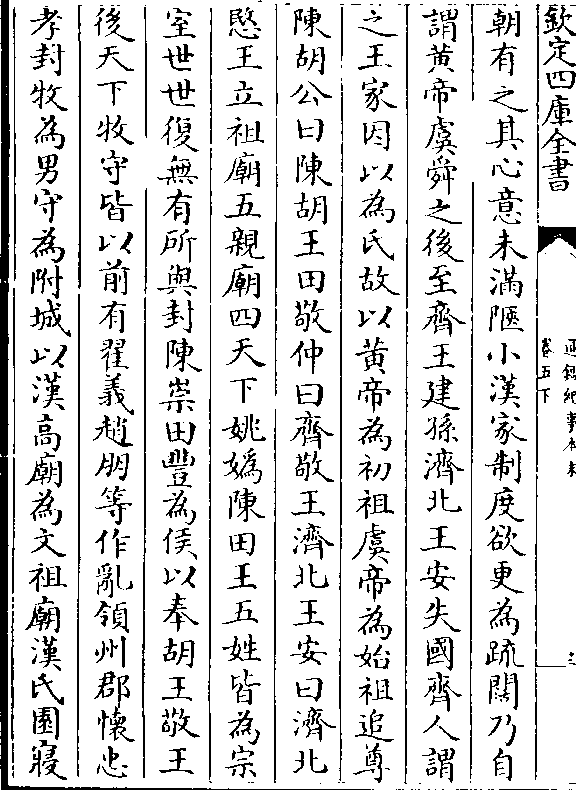 欽定四庫全書
通鑑紀事本末
卷五下
朝有之其心意未滿陿小漢家制度欲更為疏闊乃自
謂黃帝虞舜之後至齊王建孫濟北王安失國齊人謂
之王家因以為氏故以黃帝為初祖虞帝為始祖追尊
陳胡公曰陳胡王田敬仲曰齊敬王濟北王安曰濟北
愍王立祖廟五親廟四天下姚媯陳田王五姓皆為宗
室世世復無有所與封陳崇田豐為侯以奉胡王敬王
後天下牧守皆以前有翟義趙朋等作亂領州郡懷忠
孝封牧為男守為附城以漢高廟為文祖廟漢氏園寢